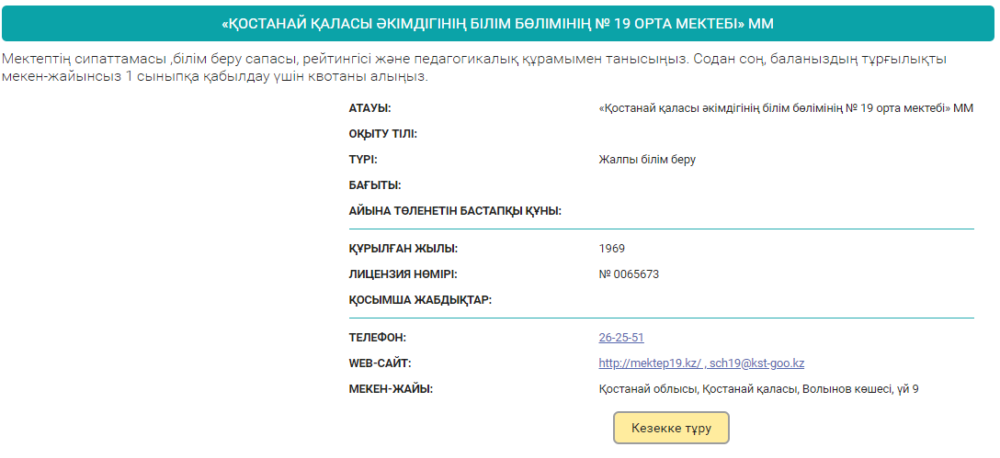 «ҚОСТАНАЙ ҚАЛАСЫ ӘКІМДІГІНІҢ БІЛІМ БӨЛІМІНІҢ № 19 ОРТА МЕКТЕБІ» ММ
Мектептің сипаттамасы ,білім беру сапасы, рейтингісі және педагогикалық құрамымен танысыңыз. Содан соң, баланыздың тұрғылықты
мекен-жайынсыз 1 сыныпқа қабылдау үшін квотаны алыңыз.
АТАУЫ: «Қостанай қаласы әкімдігінің білім бөлімінің № 19 орта мектебі» ММ
ОҚЫТУ ТІЛІ:
ТҮРІ: Жалпы білім беру
БАҒЫТЫ:
АЙЫНА ТӨЛЕНЕТІН БАСТАПҚЫ ҚҰНЫ:
ҚҰРЫЛҒАН ЖЫЛЫ: 1969
ЛИЦЕНЗИЯ НӨМІРІ: № 0065673
ҚОСЫМША ЖАБДЫҚТАР:
ТЕЛЕФОН: 26-25-51
WEB-САЙТ: http://mektep19.kz/ , sch19@kst-goo.kz
МЕКЕН-ЖАЙЫ: Қостанай облысы, Қостанай қаласы, Волынов көшесі, үй 9
Кезекке тұру